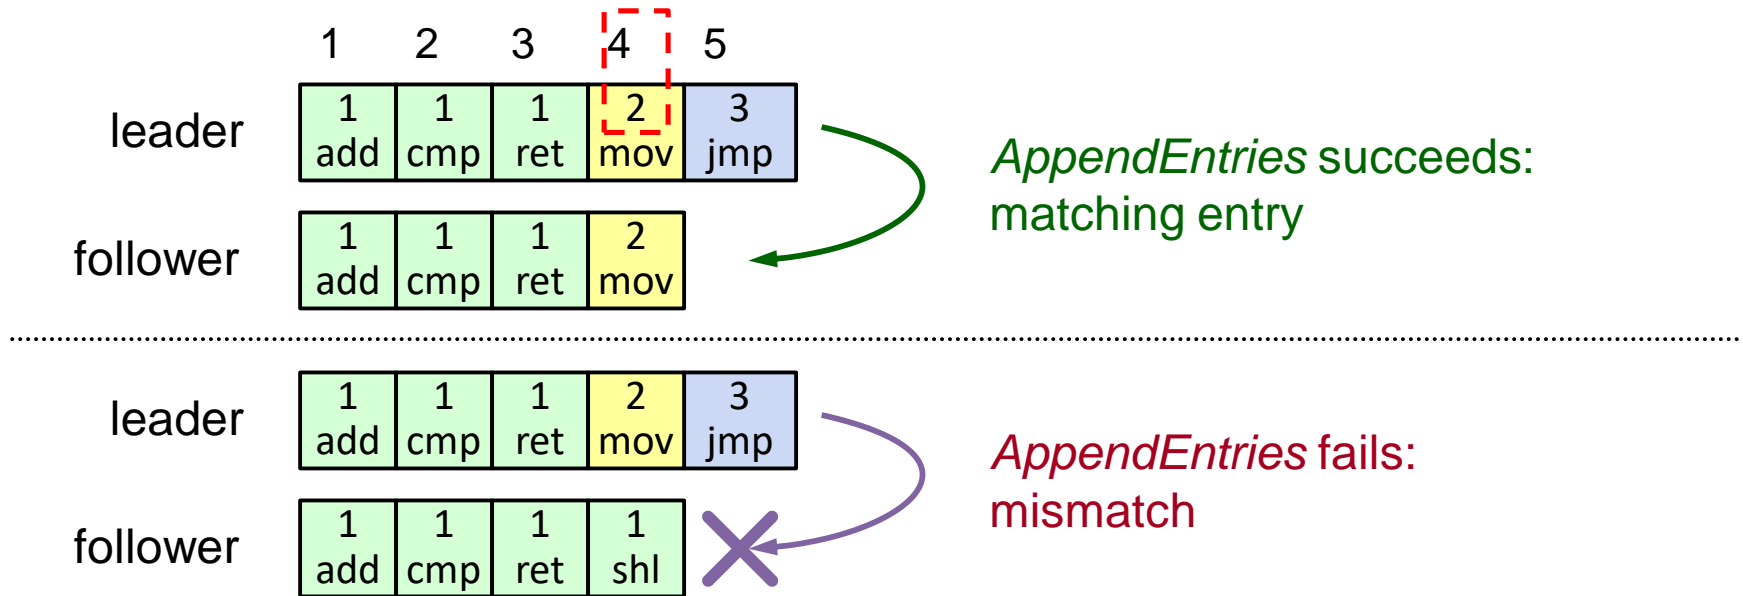 1 2 3 4 5
leader
1 1 1 2 3
add cmp ret mov jmp
AppendEntries succeeds:
matching entry
follower
1 1 1 2
add cmp ret mov
leader
1 1 1 2 3
add cmp ret mov jmp
AppendEntries fails:
mismatch
follower
1 1 1 1
add cmp ret shl